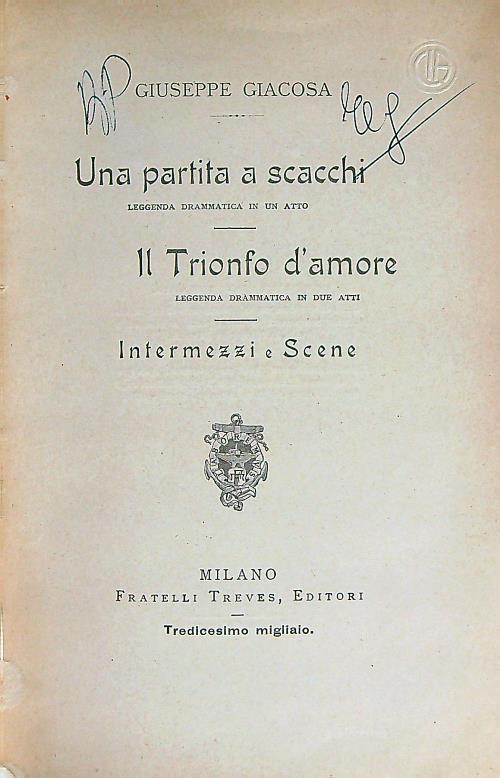 GIUSEPPE GIACOSA
Una partita a scacchi
LEGGENDA DRAMMATICA IN UN ATTO
Il Trionfo d'amore
LEGGENDA DRAMMATICA IN DUE ATTI
Intermezzi e Scene
MILANO
FRATELLI TREVES, EDITORI
Tredicesimo migliaio.